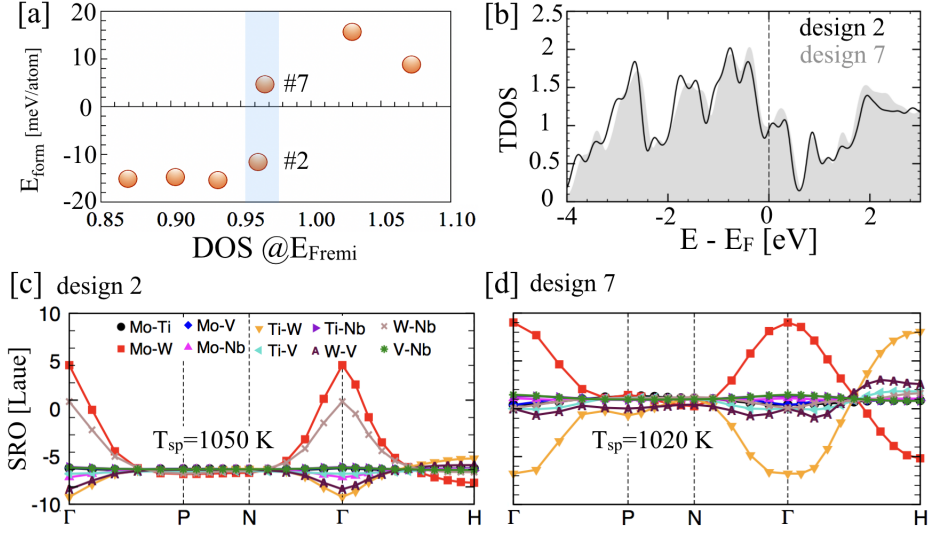 [a]
20
10
0
-10
-20
E_form [meV/atom]
#7
#2
0.85 0.90 0.95 1.00 1.05 1.10
DOS @E_Fremi
[b]
2.5
2
1.5
1
0.5
0
TDOS
design 2
design 7
-4 -2 0 2
E - E_F [eV]
[c] design 2
10
5
0
-5
-10
SRO [Laue]
Mo-Ti Mo-V Ti-W Ti-Nb W-Nb
Mo-W Mo-Nb Ti-V W-V V-Nb
T_sp=1050 K
Γ P N Γ H
[d] design 7
T_sp=1020 K
Γ P N Γ H